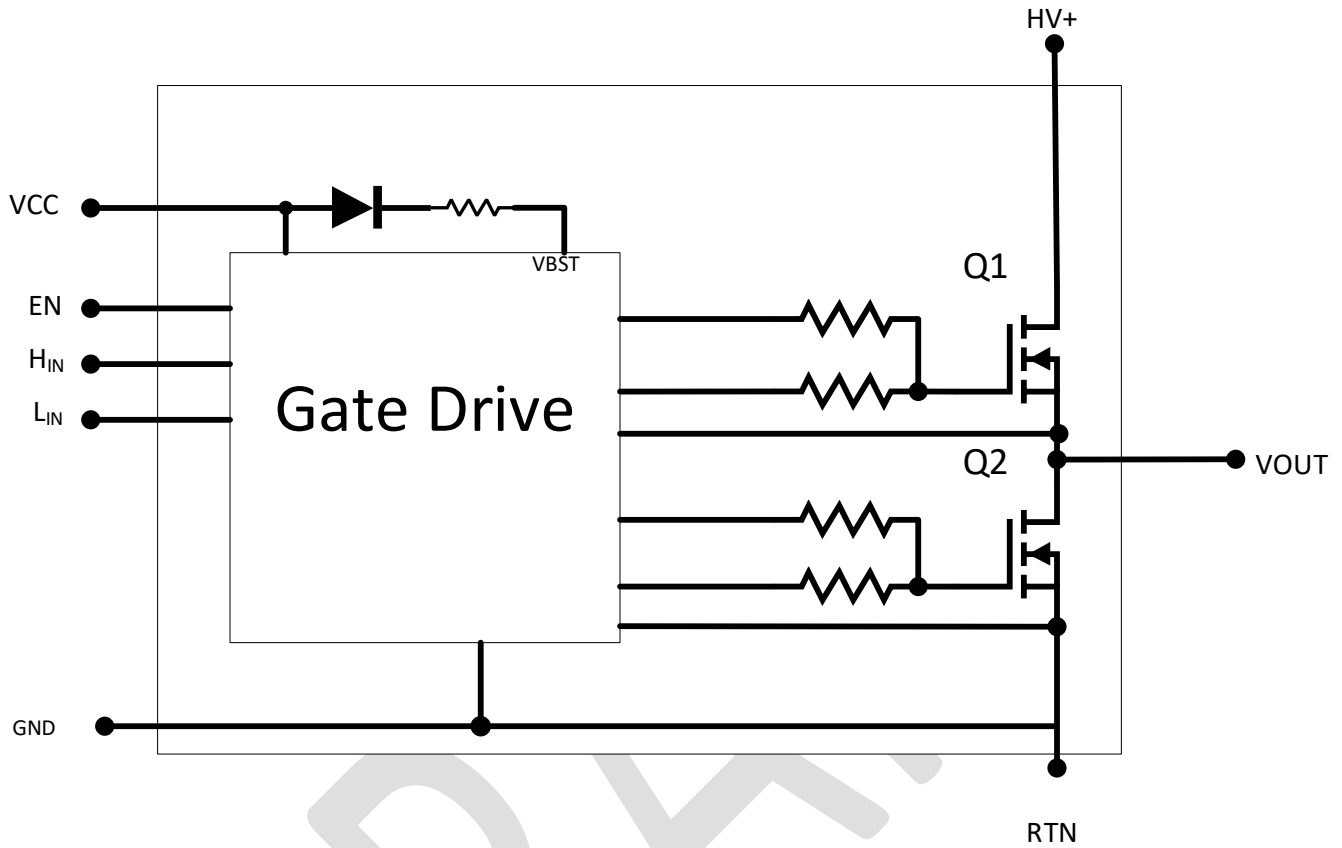 HV+
VCC
VBST
EN
Q1
HIN
Gate Drive
LIN
Q2
VOUT
GND
RTN